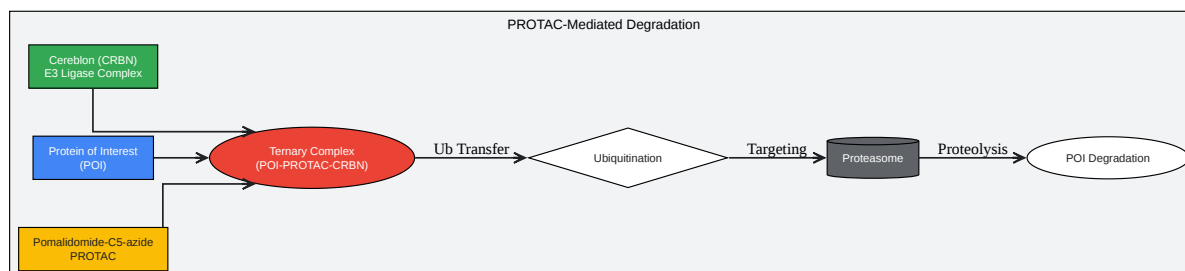 PROTAC-Mediated Degradation
Cereblon (CRBN)
E3 Ligase Complex
Protein of Interest
(POI)
Pomalidomide-C5-azide
PROTAC
Ternary Complex
(POI-PROTAC-CRBN)
Ub Transfer
Ubiquitination
Targeting
Proteasome
Proteolysis
POI Degradation